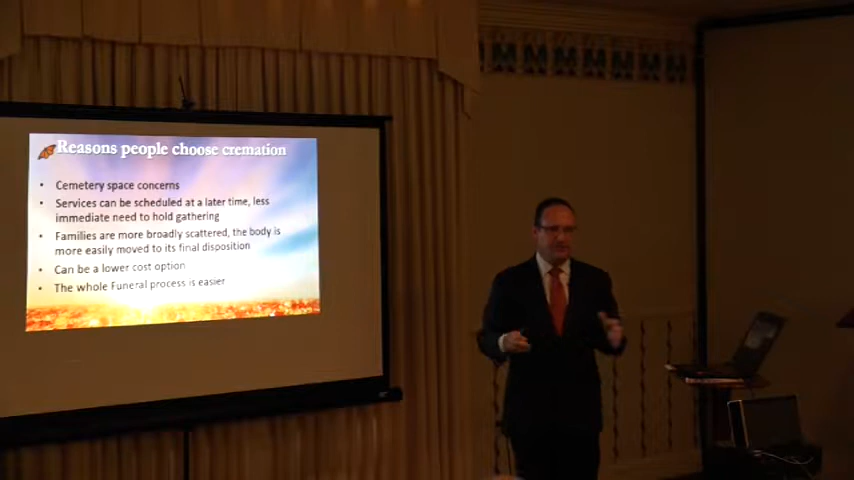 Reasons people choose cremation
• Cemetery space concerns
• Services can be scheduled at a later time, less
immediate need to hold gathering
• Families are more broadly scattered, the body is
more easily moved to its final disposition
• Can be a lower cost option
• The whole Funeral process is easier